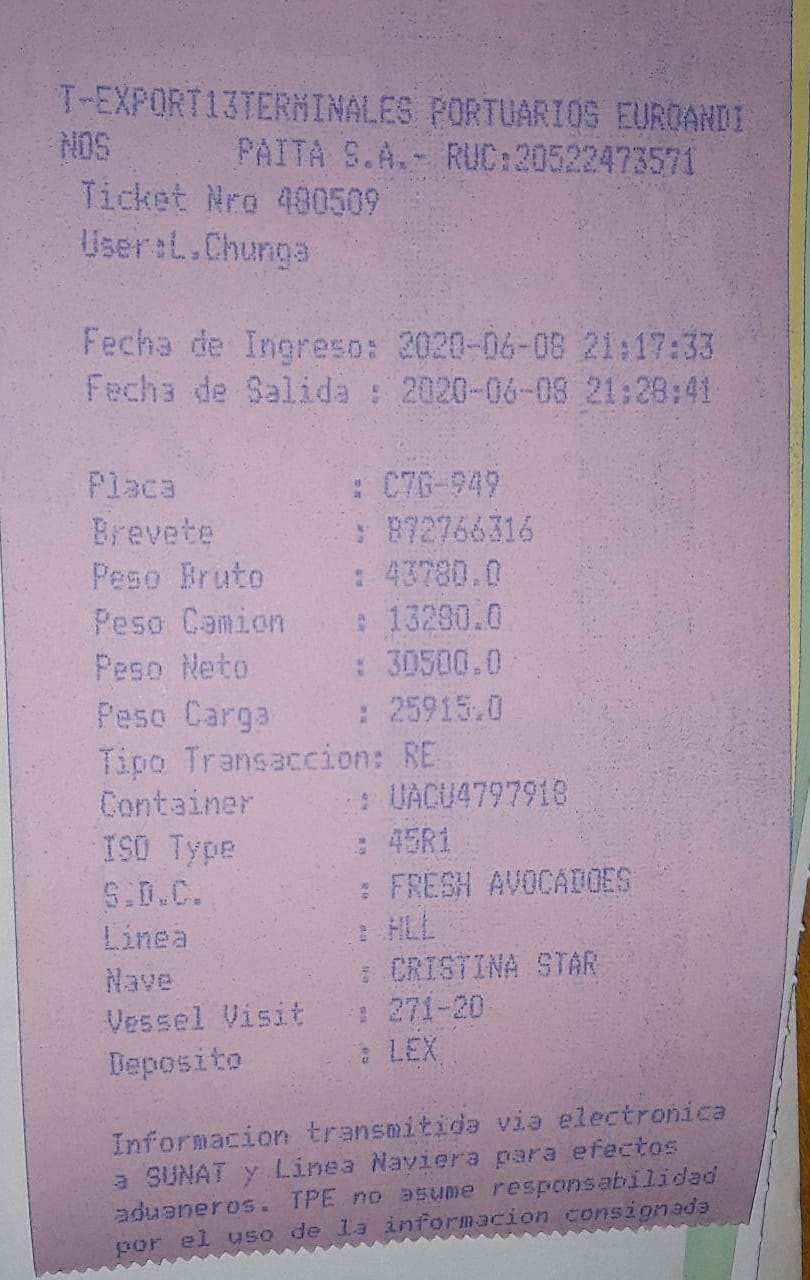 T-EXPORT13TERMINALES PORTUARIOS EUROANDI
NOS PAITA S.A.- RUC:20522473571
Ticket Nro 480509
User:L.Chunga
Fecha de Ingreso: 2020-06-08 21:17:33
Fecha de Salida : 2020-06-08 21:28:41
Placa : C7G-949
Brevete : B72766316
Peso Bruto : 43780.0
Peso Camion : 13280.0
Peso Neto : 30500.0
Peso Carga : 25915.0
Tipo Transaccion: RE
Container : UACU4797918
ISO Type : 45R1
S.D.C. : FRESH AVOCADOES
Linea : HLL
Nave : CRISTINA STAR
Vessel Visit : 271-20
Deposito : LEX
Informacion transmitida via electronica
a SUNAT y Linea Naviera para efectos
aduaneros. TPE no asume responsabilidad
por el uso de la informacion consignada